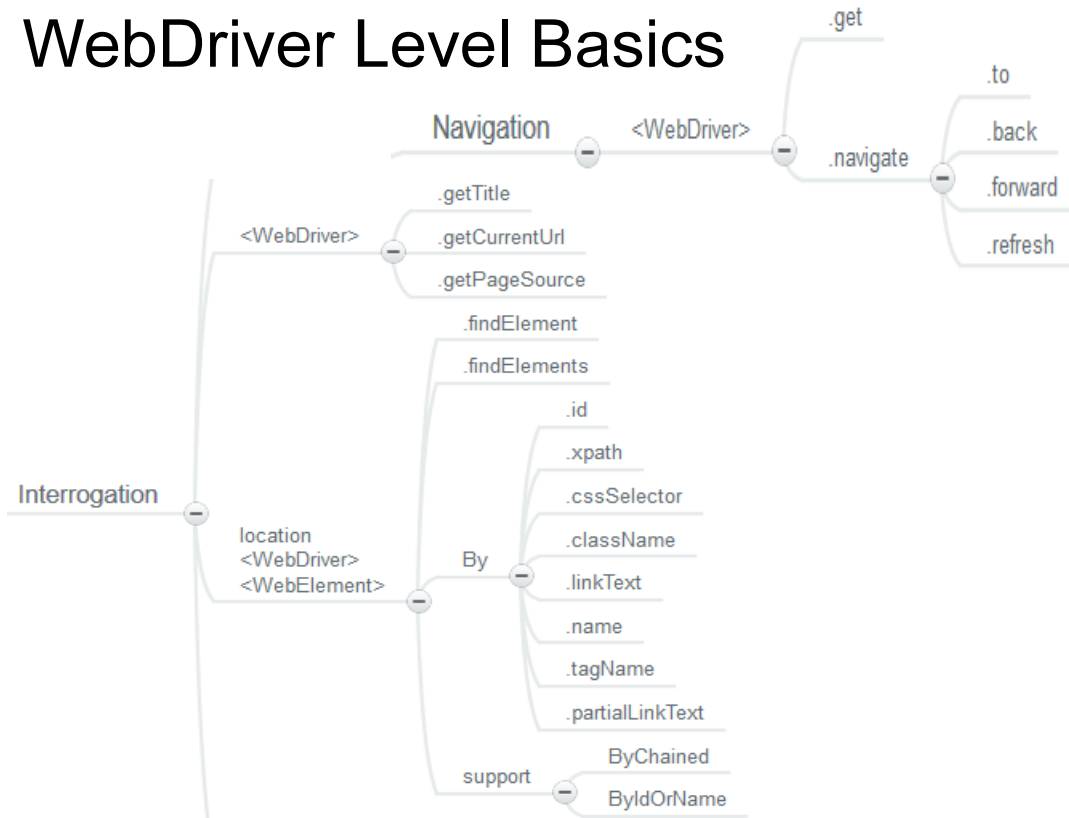 WebDriver Level Basics
Navigation
<WebDriver>
.get
.navigate
.to
.back
.forward
.refresh
Interrogation
<WebDriver>
.getTitle
.getCurrentUrl
.getPageSource
location
<WebDriver>
<WebElement>
.findElement
.findElements
By
.id
.xpath
.cssSelector
.className
.linkText
.name
.tagName
.partialLinkText
support
ByChained
ByIdOrName